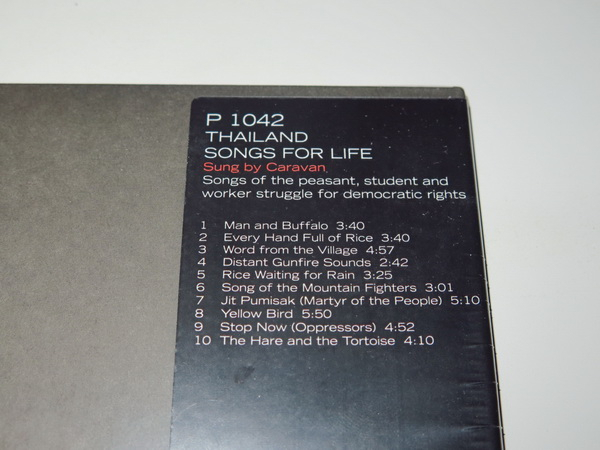 P 1042
THAILAND
SONGS FOR LIFE
Sung by Caravan.
Songs of the peasant, student and
worker struggle for democratic rights
1 Man and Buffalo 3:40
2 Every Hand Full of Rice 3:40
3 Word from the Village 4:57
4 Distant Gunfire Sounds 2:42
5 Rice Waiting for Rain 3:25
6 Song of the Mountain Fighters 3:01
7 Jit Pumisak (Martyr of the People) 5:10
8 Yellow Bird 5:50
9 Stop Now (Oppressors) 4:52
10 The Hare and the Tortoise 4:10